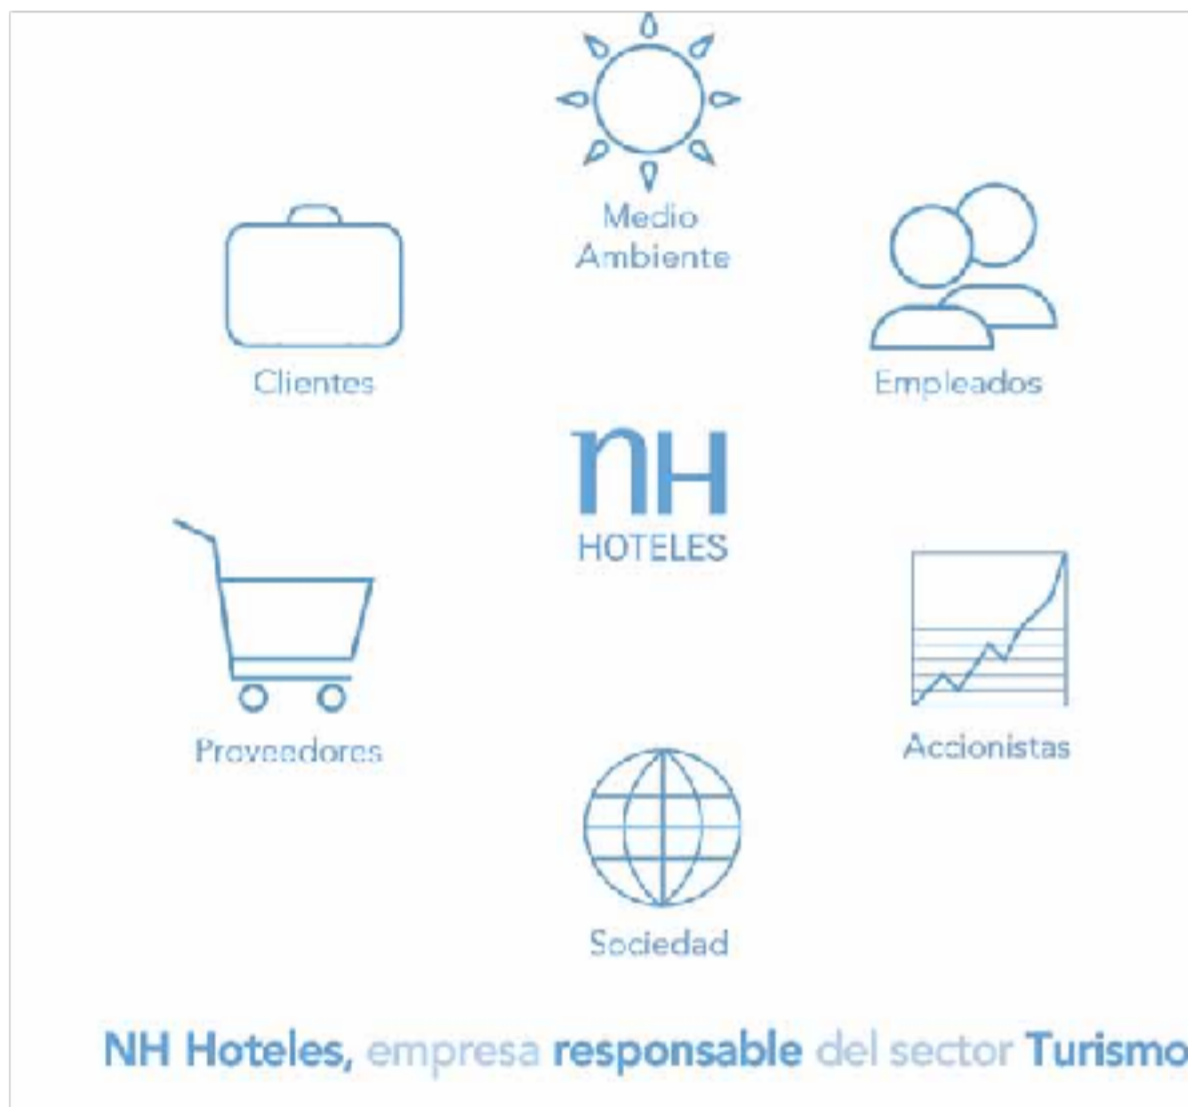 Medio
Ambiente
Clientes
Empleados
nH
HOTELES
Proveedores
Accionistas
Sociedad
NH Hoteles, empresa responsable del sector Turismo